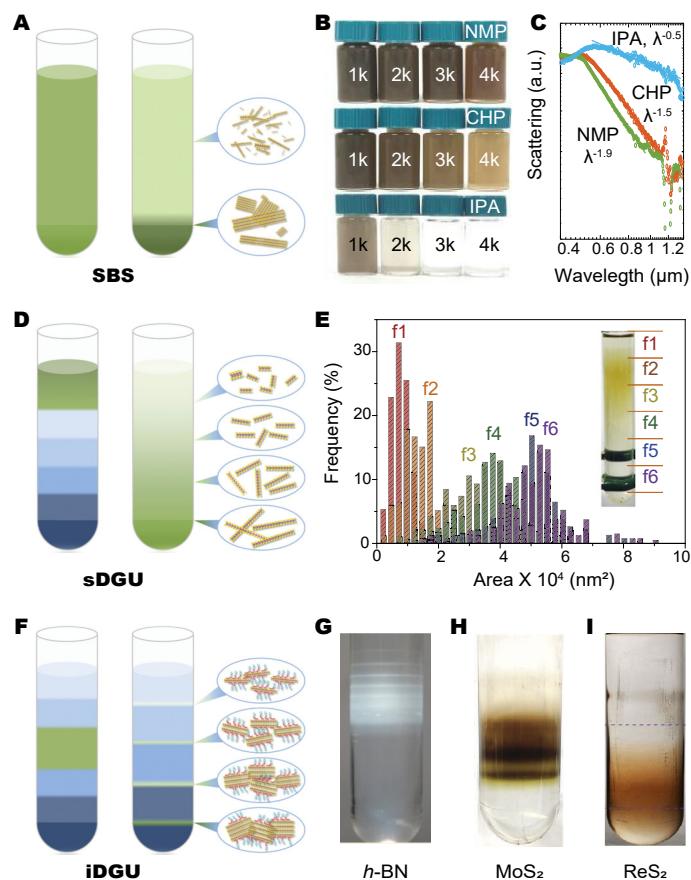 A
SBS
B
NMP
1k 2k 3k 4k
CHP
1k 2k 3k 4k
IPA
1k 2k 3k 4k
C
Scattering (a.u.)
IPA, λ⁻⁰·⁵
CHP
λ⁻¹·⁵
NMP
λ⁻¹·⁹
0.4 0.6 0.8 1.2
Wavelegth (μm)
D
sDGU
E
Frequency (%)
30
20
10
0
f1
f2
f3
f4
f5
f6
f1
f2
f3
f4
f5
f6
0 2 4 6 8 10
Area X 10⁴ (nm²)
F
iDGU
G
h-BN
H
MoS₂
I
ReS₂